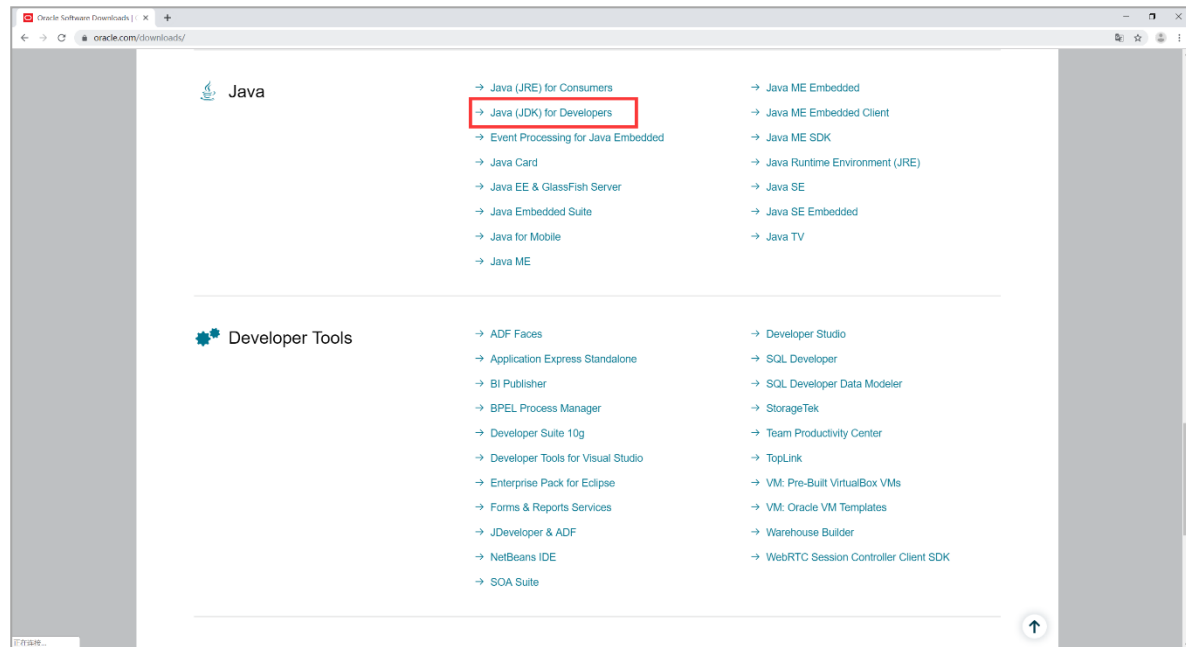 Oracle Software Downloads |
oracle.com/downloads/
Java
Java (JRE) for Consumers
Java (JDK) for Developers
Event Processing for Java Embedded
Java Card
Java EE & GlassFish Server
Java Embedded Suite
Java for Mobile
Java ME
Java ME Embedded
Java ME Embedded Client
Java ME SDK
Java Runtime Environment (JRE)
Java SE
Java SE Embedded
Java TV
Developer Tools
ADF Faces
Application Express Standalone
BI Publisher
BPEL Process Manager
Developer Suite 10g
Developer Tools for Visual Studio
Enterprise Pack for Eclipse
Forms & Reports Services
JDeveloper & ADF
NetBeans IDE
SOA Suite
Developer Studio
SQL Developer
SQL Developer Data Modeler
StorageTek
Team Productivity Center
TopLink
VM: Pre-Built VirtualBox VMs
VM: Oracle VM Templates
Warehouse Builder
WebRTC Session Controller Client SDK
正在连接...